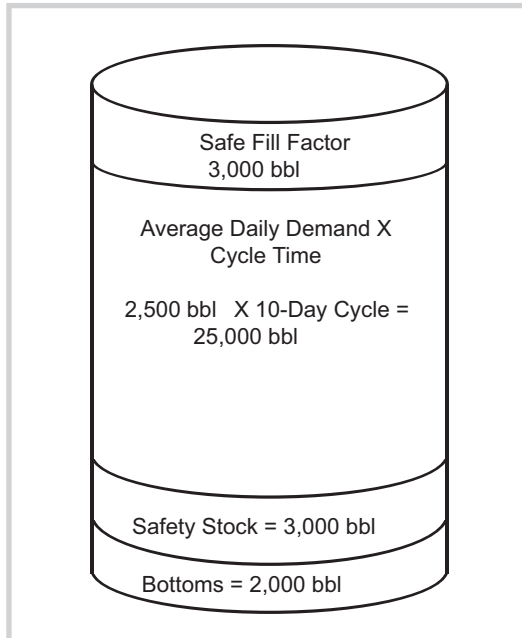 Safe Fill Factor
3,000 bbl
Average Daily Demand X
Cycle Time
2,500 bbl X 10-Day Cycle =
25,000 bbl
Safety Stock = 3,000 bbl
Bottoms = 2,000 bbl